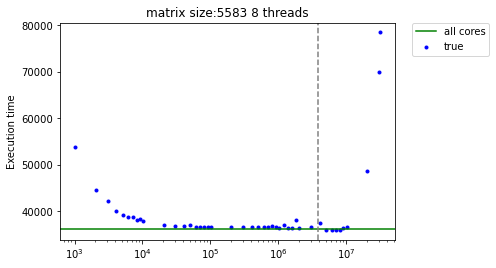 matrix size:5583 8 threads
80000
70000
60000
50000
40000
Execution time
10³
10⁴
10⁵
10⁶
10⁷
all cores
true